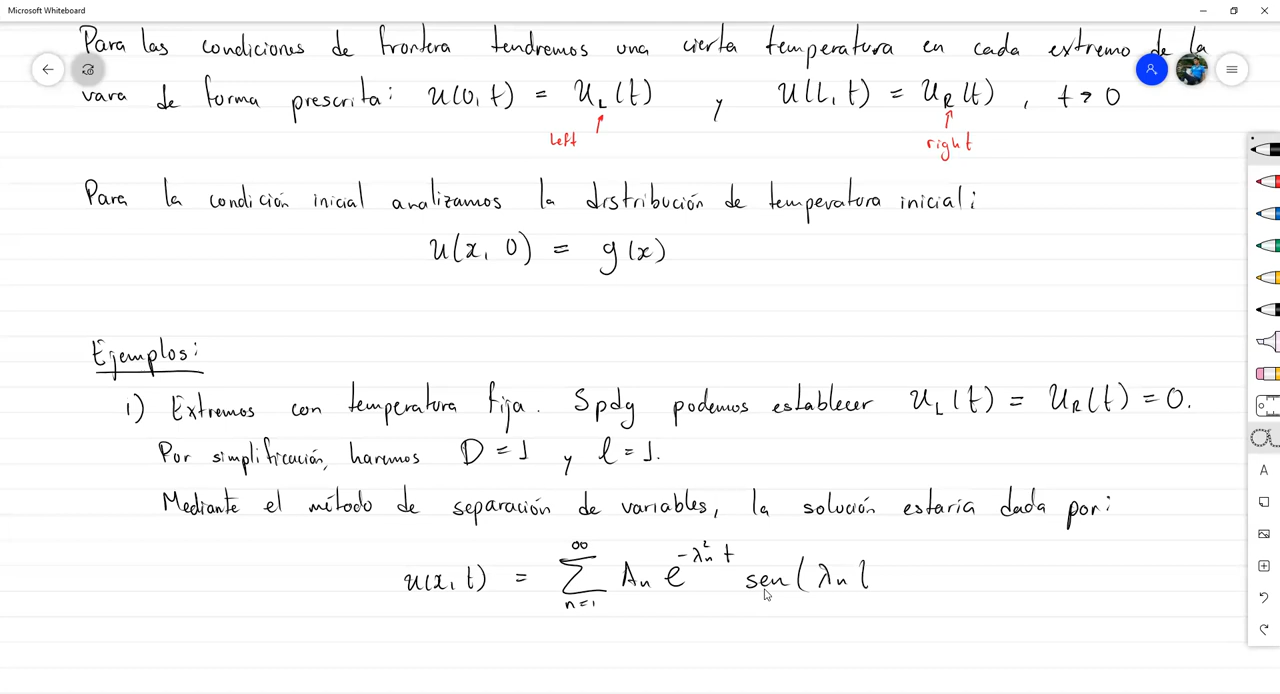 Microsoft Whiteboard
Para las condiciones de frontera tendremos una cierta temperatura en cada extremo de la
vara de forma prescrita: u(0,t) = U_L(t) y u(l,t) = U_R(t), t > 0
left right
Para la condición inicial analizamos la distribución de temperatura inicial:
u(x, 0) = g(x)
Ejemplos:
1) Extremos con temperatura fija. Spdg podemos establecer U_L(t) = U_R(t) = 0.
Por simplificación, haremos D = 1 y l = 1.
Mediante el método de separación de variables, la solución estaría dada por:
u(x,t) = ∑_{n=1}^{∞} A_n e^{-λ_n^2 t} sen(λ_n l
A